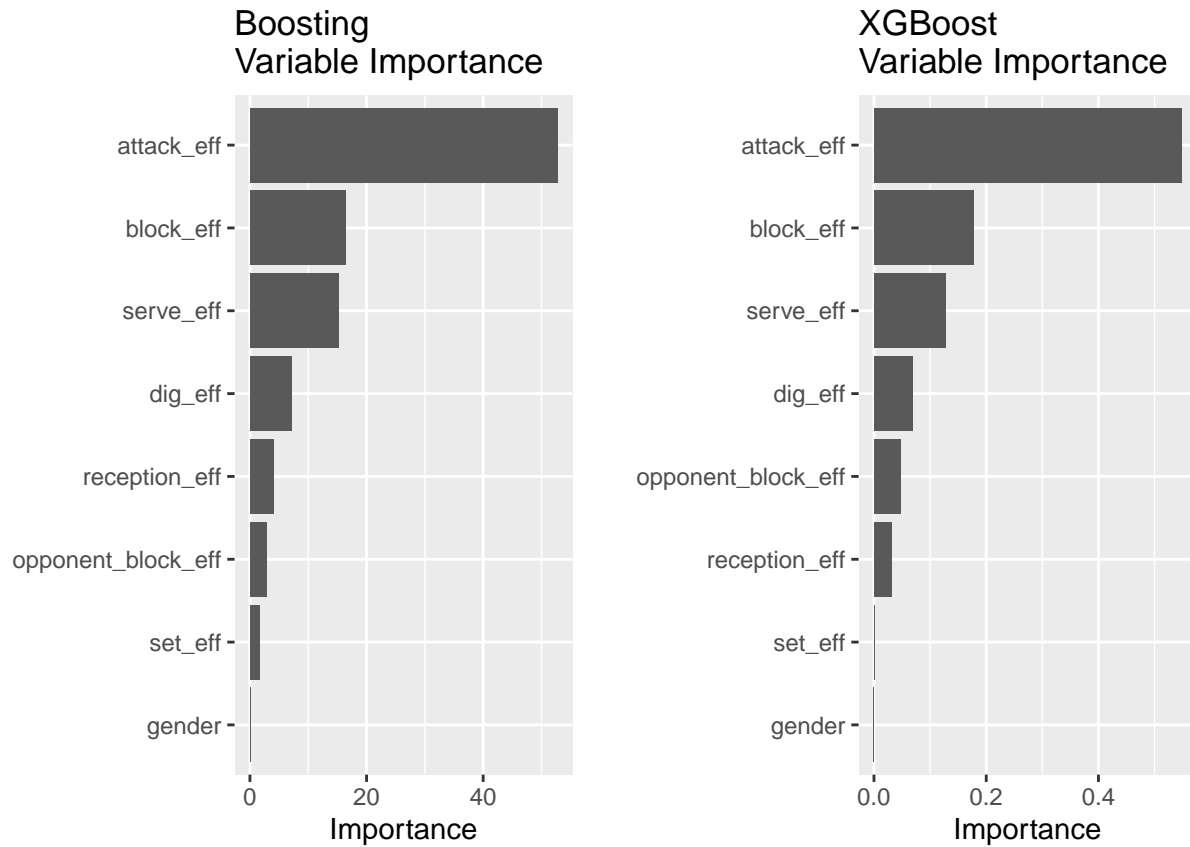 Boosting
Variable Importance
attack_eff
block_eff
serve_eff
dig_eff
reception_eff
opponent_block_eff
set_eff
gender
0 20 40
Importance
XGBoost
Variable Importance
attack_eff
block_eff
serve_eff
dig_eff
opponent_block_eff
reception_eff
set_eff
gender
0.0 0.2 0.4
Importance